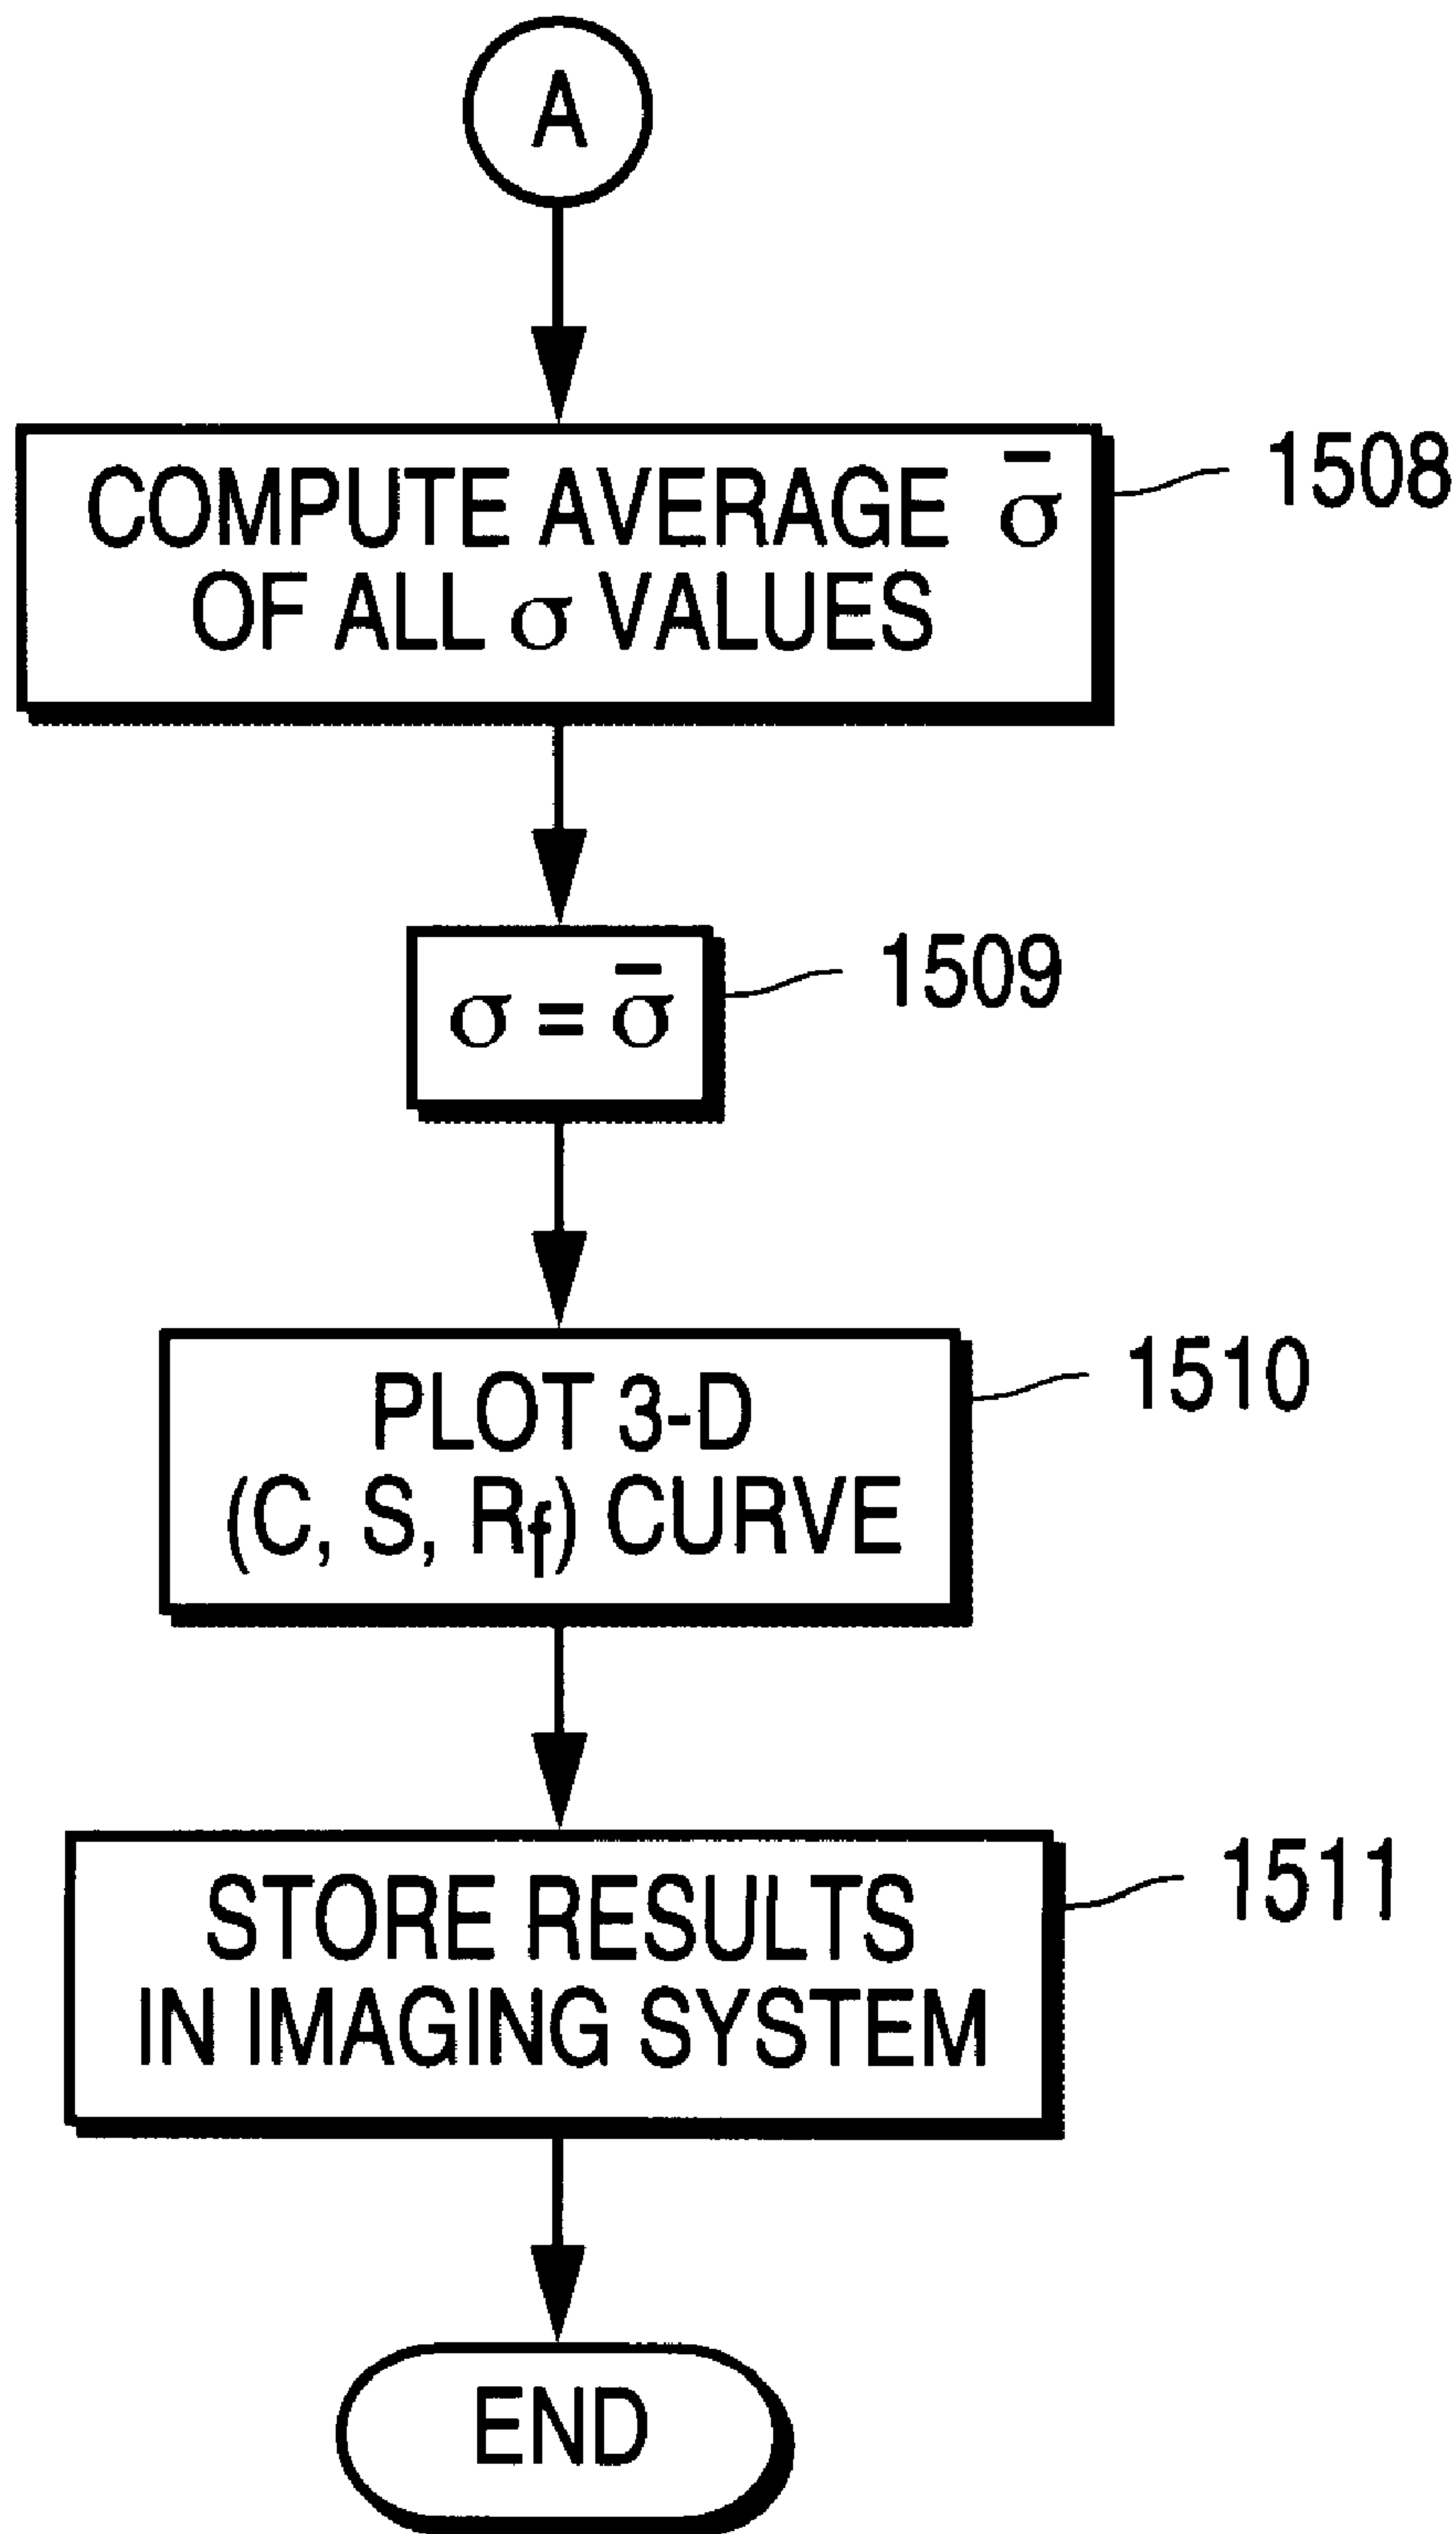 A
COMPUTE AVERAGE σ̄
OF ALL σ VALUES
1508
σ = σ̄
1509
PLOT 3-D
(C, S, Rf) CURVE
1510
STORE RESULTS
IN IMAGING SYSTEM
1511
END